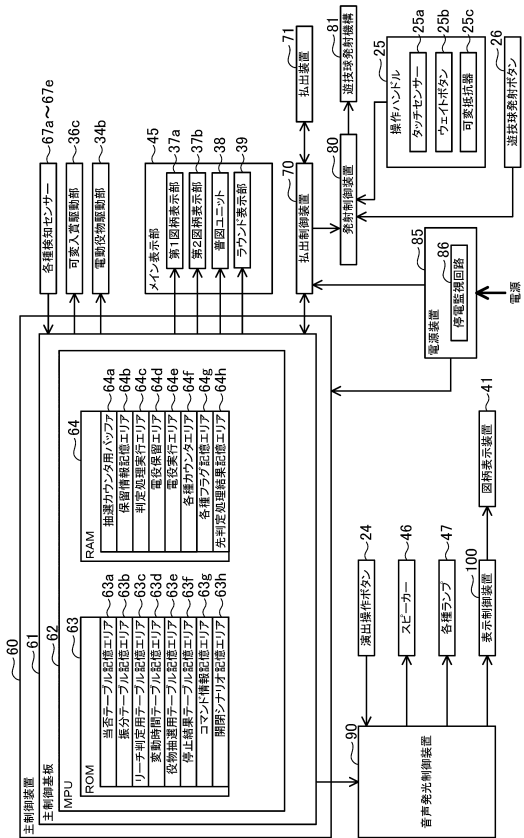 主制御装置 60
主制御基板 61
MPU 62
ROM 63
当否テーブル記憶エリア 63a
振分テーブル記憶エリア 63b
リーチ判定用テーブル記憶エリア 63c
変動時間テーブル記憶エリア 63d
役物抽選用テーブル記憶エリア 63e
停止結果テーブル記憶エリア 63f
コマンド情報記憶エリア 63g
開閉シナリオ記憶エリア 63h
RAM 64
抽選カウンタ用バッファ 64a
保留情報記憶エリア 64b
判定処理実行エリア 64c
電役保留エリア 64d
電役実行エリア 64e
各種カウンタエリア 64f
各種フラグ記憶エリア 64g
先判定処理結果記憶エリア 64h
各種検知センサー 67a～67e
可変入賞駆動部 36c
電動役物駆動部 34b
メイン表示部 45
第1図柄表示部 37a
第2図柄表示部 37b
普図ユニット 38
ラウンド表示部 39
払出制御装置 70
払出装置 71
発射制御装置 80
遊技球発射機構 81
操作ハンドル 25
タッチセンサー 25a
ウェイトボタン 25b
可変抵抗器 25c
遊技球発射ボタン 26
電源装置 85
停電監視回路 86
電源
音声発光制御装置 90
演出操作ボタン 24
スピーカー 46
各種ランプ 47
表示制御装置 100
図柄表示装置 41